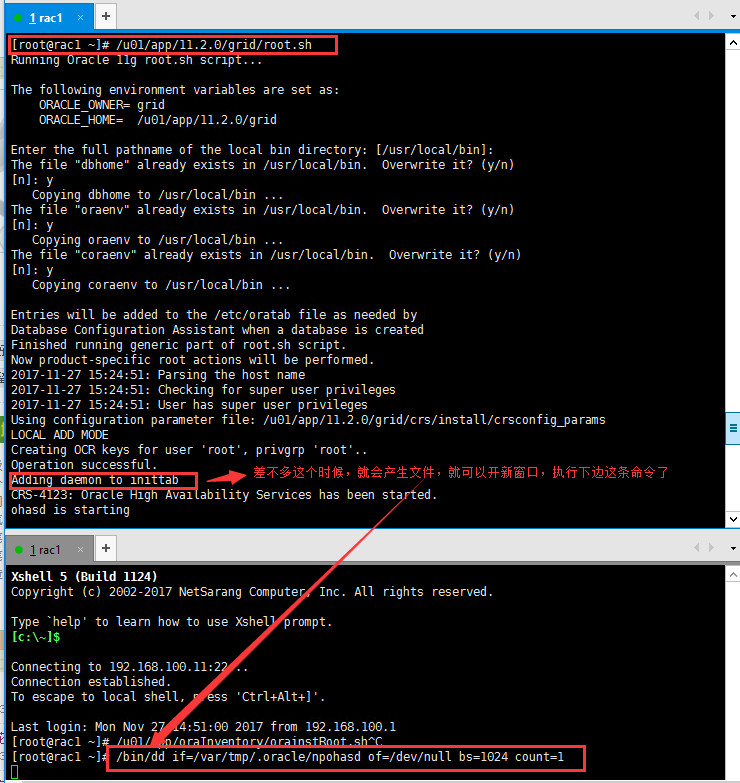 1 rac1
[root@rac1 ~]# /u01/app/11.2.0/grid/root.sh
Running Oracle 11g root.sh script...
The following environment variables are set as:
ORACLE_OWNER= grid
ORACLE_HOME=  /u01/app/11.2.0/grid
Enter the full pathname of the local bin directory: [/usr/local/bin]:
The file "dbhome" already exists in /usr/local/bin.  Overwrite it? (y/n)
[n]: y
Copying dbhome to /usr/local/bin ...
The file "oraenv" already exists in /usr/local/bin.  Overwrite it? (y/n)
[n]: y
Copying oraenv to /usr/local/bin ...
The file "coraenv" already exists in /usr/local/bin.  Overwrite it? (y/n)
[n]: y
Copying coraenv to /usr/local/bin ...
Entries will be added to the /etc/oratab file as needed by
Database Configuration Assistant when a database is created
Finished running generic part of root.sh script.
Now product-specific root actions will be performed.
2017-11-27 15:24:51: Parsing the host name
2017-11-27 15:24:51: Checking for super user privileges
2017-11-27 15:24:51: User has super user privileges
Using configuration parameter file: /u01/app/11.2.0/grid/crs/install/crsconfig_params
LOCAL ADD MODE
Creating OCR keys for user 'root', privgrp 'root'..
Operation successful.
Adding daemon to inittab
差不多这个时候，就会产生文件，就可以开新窗口，执行下边这条命令了
CRS-4123: Oracle High Availability Services has been started.
ohasd is starting
1 rac1
Xshell 5 (Build 1124)
Copyright (c) 2002-2017 NetSarang Computer, Inc. All rights reserved.
Type `help' to learn how to use Xshell prompt.
[c:\~]$
Connecting to 192.168.100.11:22...
Connection established.
To escape to local shell, press 'Ctrl+Alt+]'.
Last login: Mon Nov 27 14:51:00 2017 from 192.168.100.1
[root@rac1 ~]# /u01/app/oraInventory/orainstRoot.sh^C
[root@rac1 ~]# /bin/dd if=/var/tmp/.oracle/npohasd of=/dev/null bs=1024 count=1